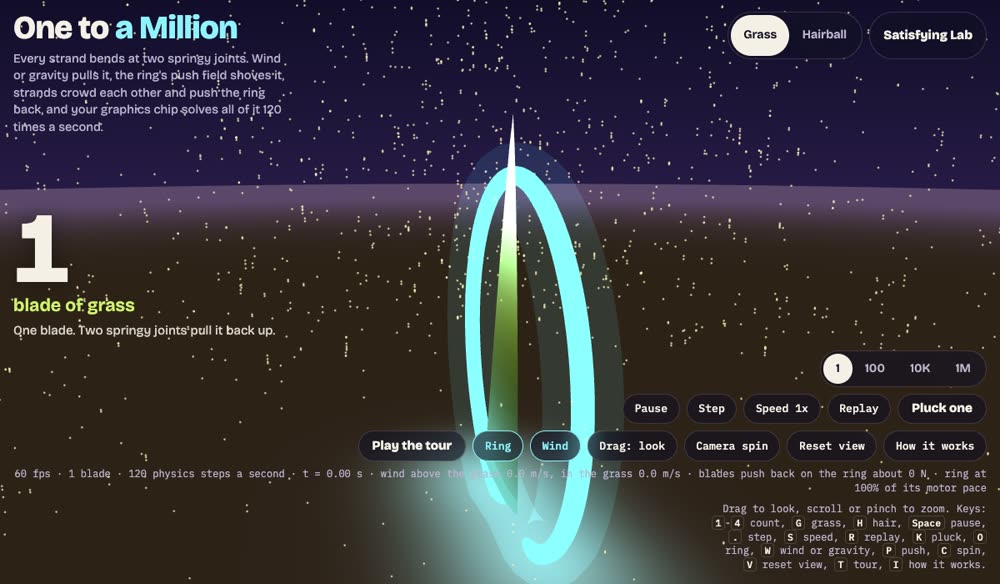 One to a Million
Grass
Hairball
Satisfying Lab
Every strand bends at two springy joints. Wind
or gravity pulls it, the ring's push field shoves it,
strands crowd each other and push the ring
back, and your graphics chip solves all of it 120
times a second.
1
blade of grass
One blade. Two springy joints pull it back up.
1 100 10K 1M
Pause Step Speed 1x Replay Pluck one
Play the tour Ring Wind Drag: look Camera spin Reset view How it works
60 fps · 1 blade · 120 physics steps a second · t = 0.00 s · wind above the grass 0.0 m/s, in the grass 0.0 m/s · blades push back on the ring about 0 N · ring at
100% of its motor pace
Drag to look, scroll or pinch to zoom. Keys:
1-4 count, G grass, H hair, Space pause,
. step, S speed, R replay, K pluck, O
ring, W wind or gravity, P push, C spin,
V reset view, T tour, I how it works.